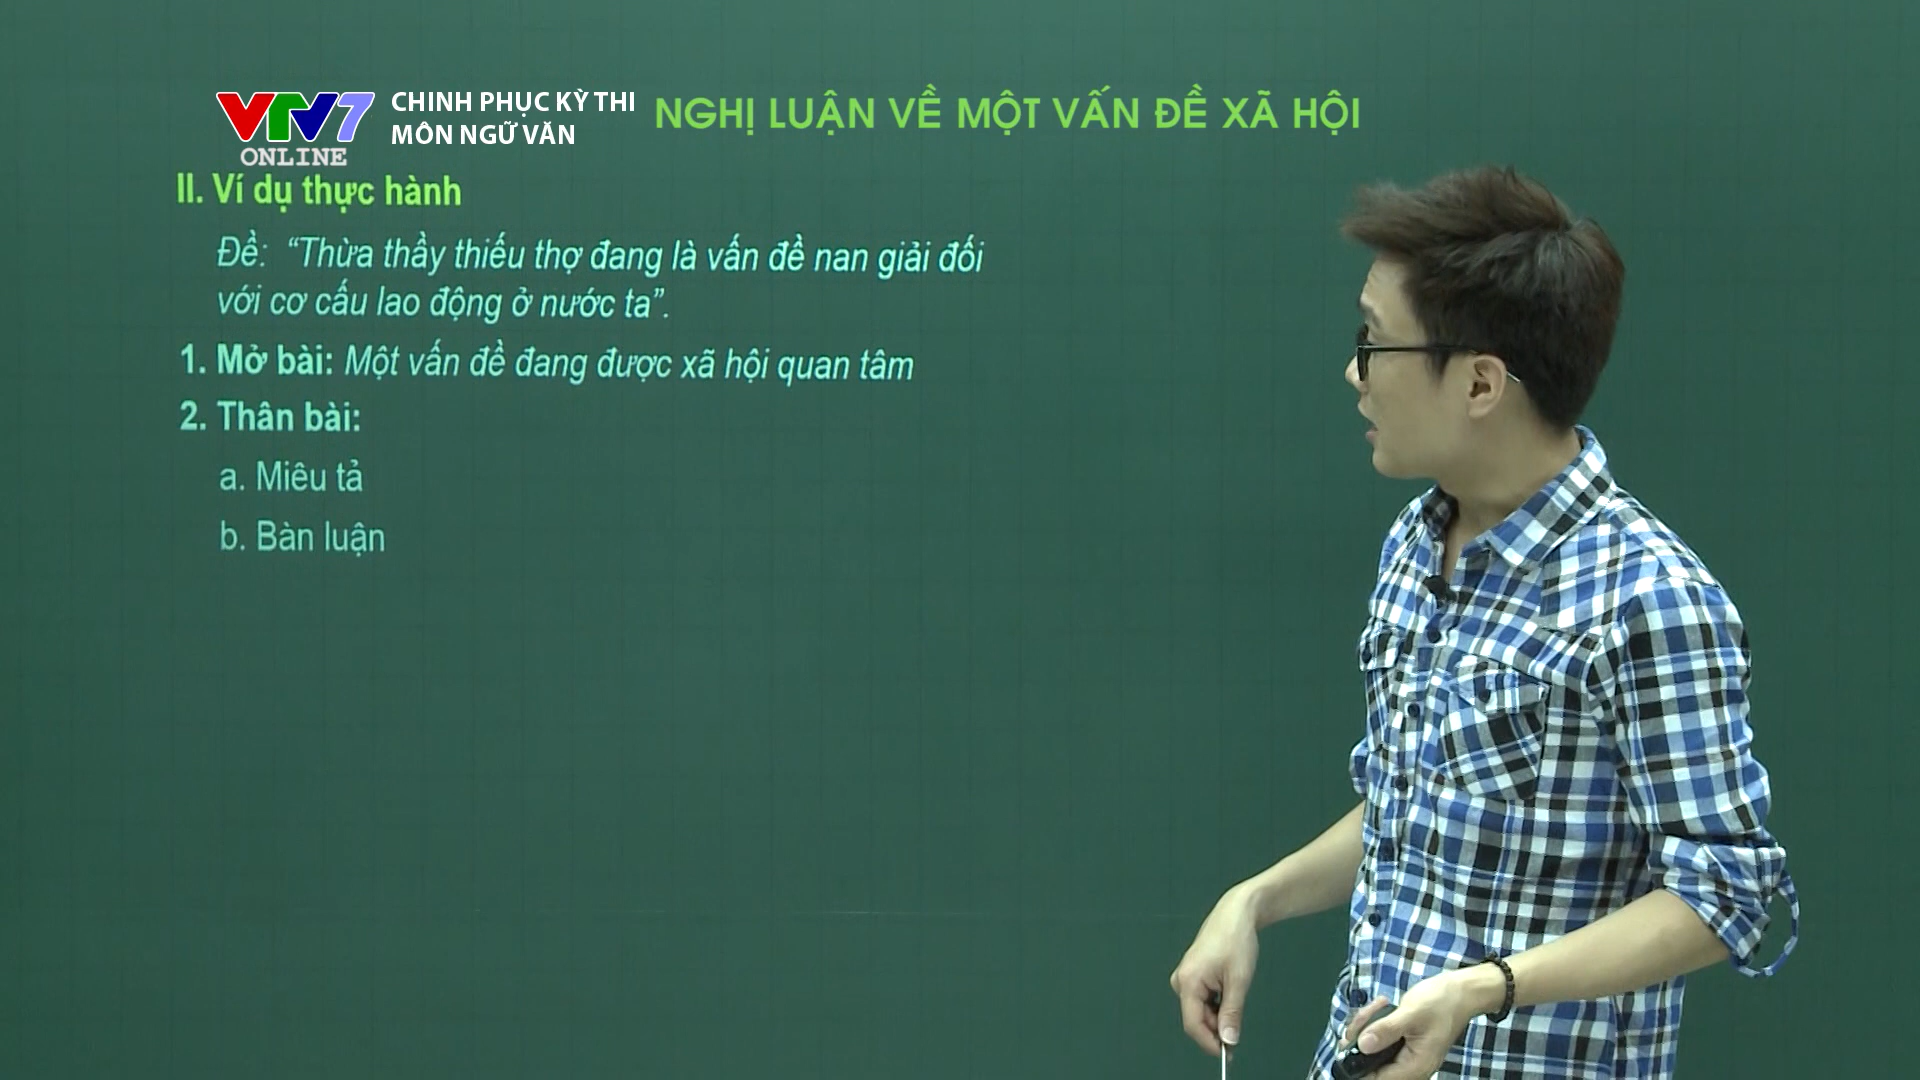 VTV7
ONLINE
CHINH PHỤC KỲ THI
MÔN NGỮ VĂN
NGHỊ LUẬN VỀ MỘT VẤN ĐỀ XÃ HỘI
II. Ví dụ thực hành
Đề: “Thừa thầy thiếu thợ đang là vấn đề nan giải đối
với cơ cấu lao động ở nước ta”.
1. Mở bài: Một vấn đề đang được xã hội quan tâm
2. Thân bài:
a. Miêu tả
b. Bàn luận